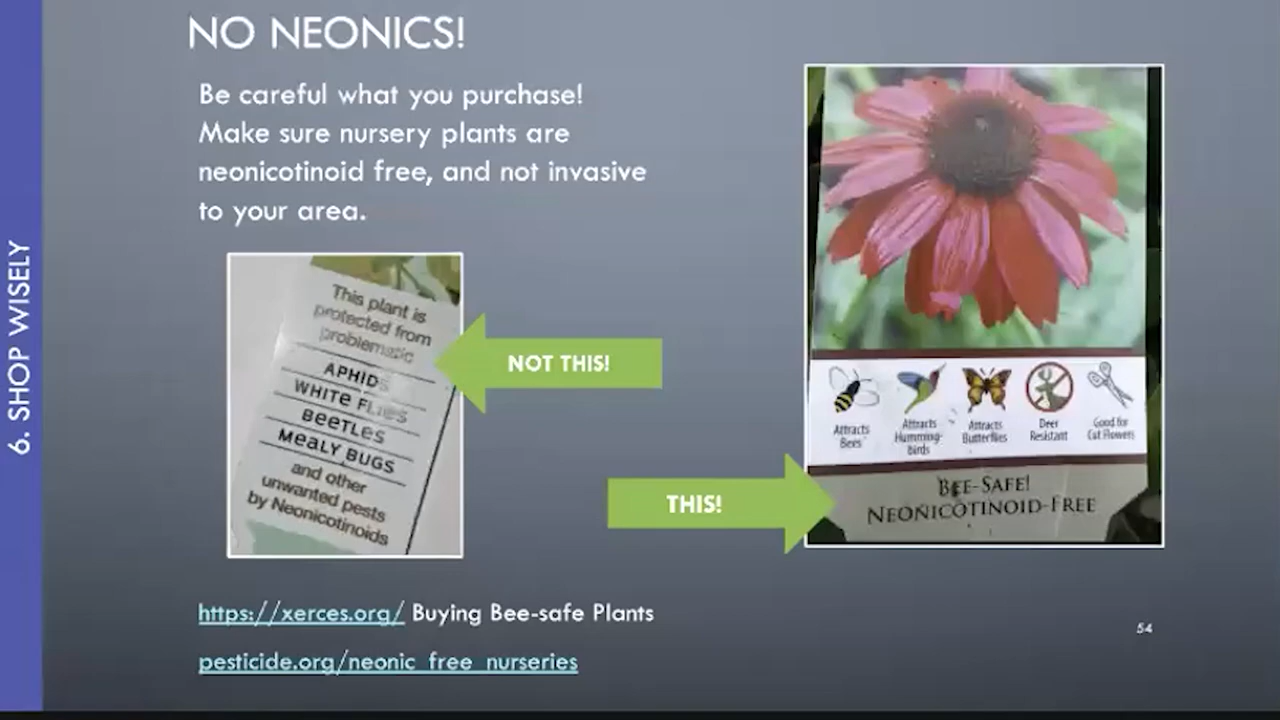 NO NEONICS!
Be careful what you purchase!
Make sure nursery plants are
neonicotinoid free, and not invasive
to your area.
6. SHOP WISELY
This plant is
protected from
problematic
APHIDS
WHITE FLIES
BEETLES
MEALY BUGS
and other
unwanted pests
by Neonicotinoids
NOT THIS!
THIS!
Attracts
Bees
Attracts
Humming-
birds
Attracts
Butterflies
Deer
Resistant
Good for
Cut Flowers
BEE-SAFE!
NEONICOTINOID-FREE
https://xerces.org/ Buying Bee-safe Plants
pesticide.org/neonic_free_nurseries
54